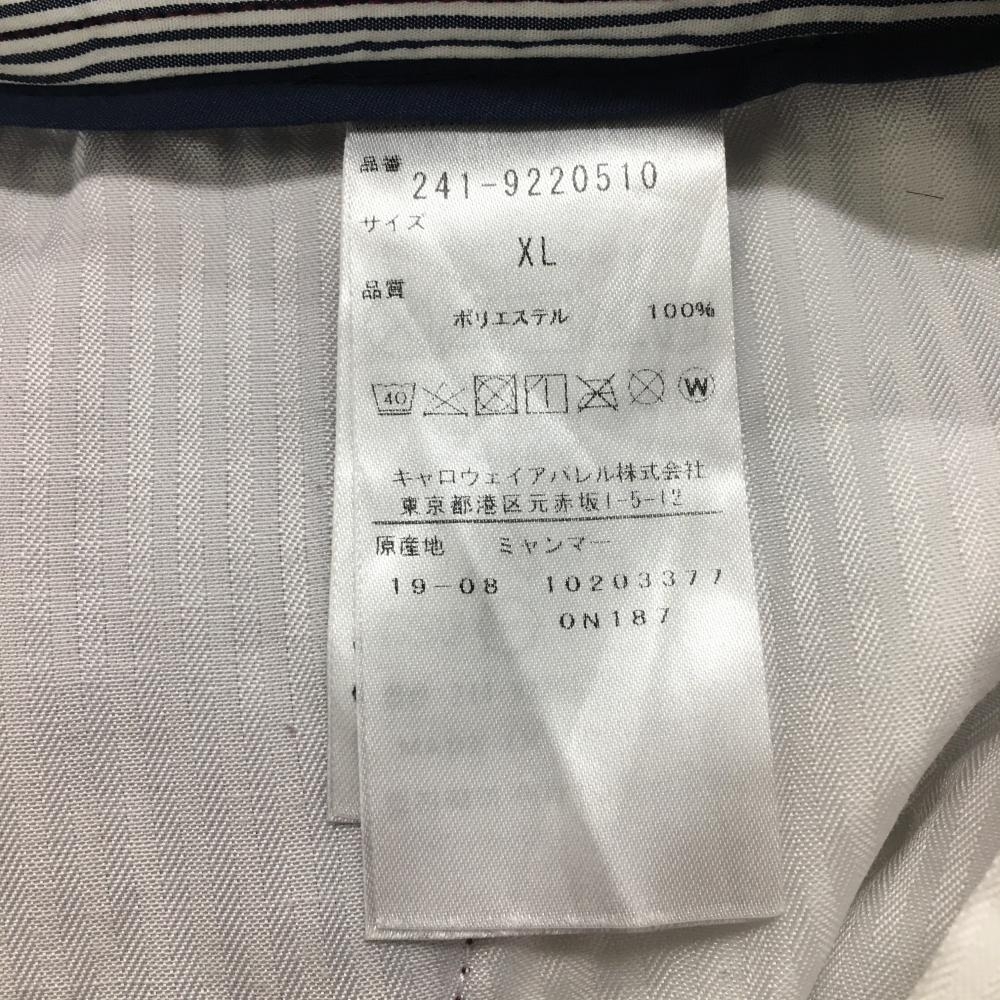 品番 241-9220510
サイズ
XL
品質
ポリエステル 100%
40 W
キャロウェイアパレル株式会社
東京都港区元赤坂1-5-12
原産地 ミャンマー
19-08 10203377
0N187